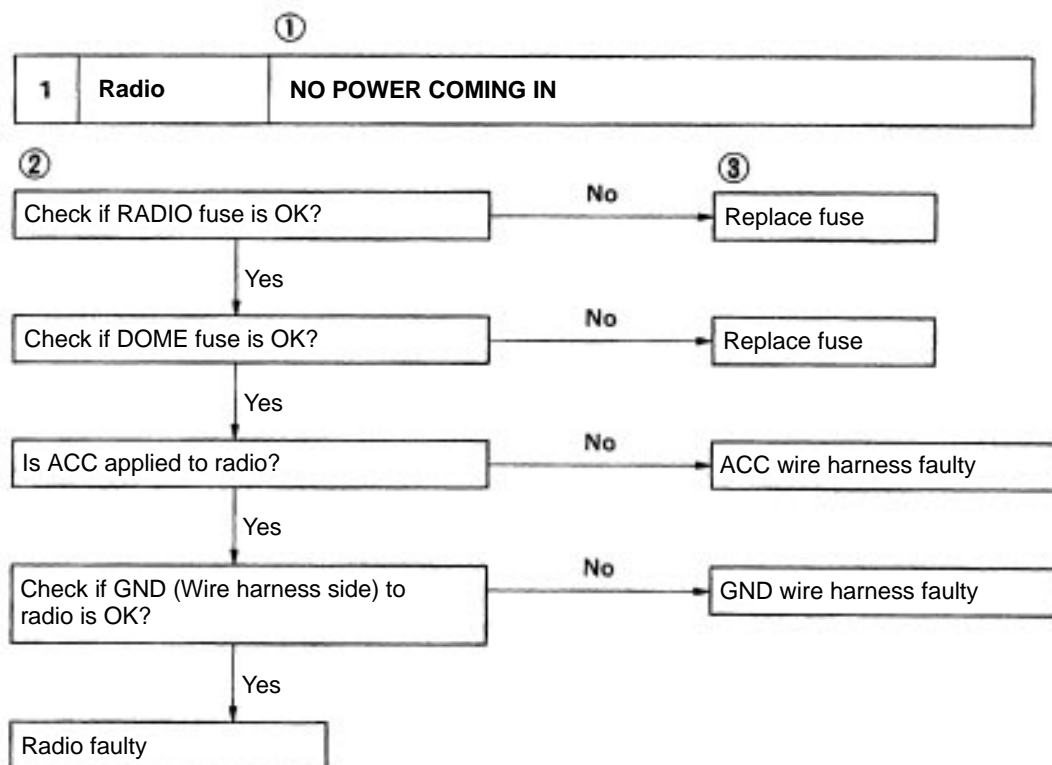 ①
1 Radio NO POWER COMING IN
② ③
Check if RADIO fuse is OK? No Replace fuse
Yes
Check if DOME fuse is OK? No Replace fuse
Yes
Is ACC applied to radio? No ACC wire harness faulty
Yes
Check if GND (Wire harness side) to
radio is OK?
No
GND wire harness faulty
Yes
Radio faulty